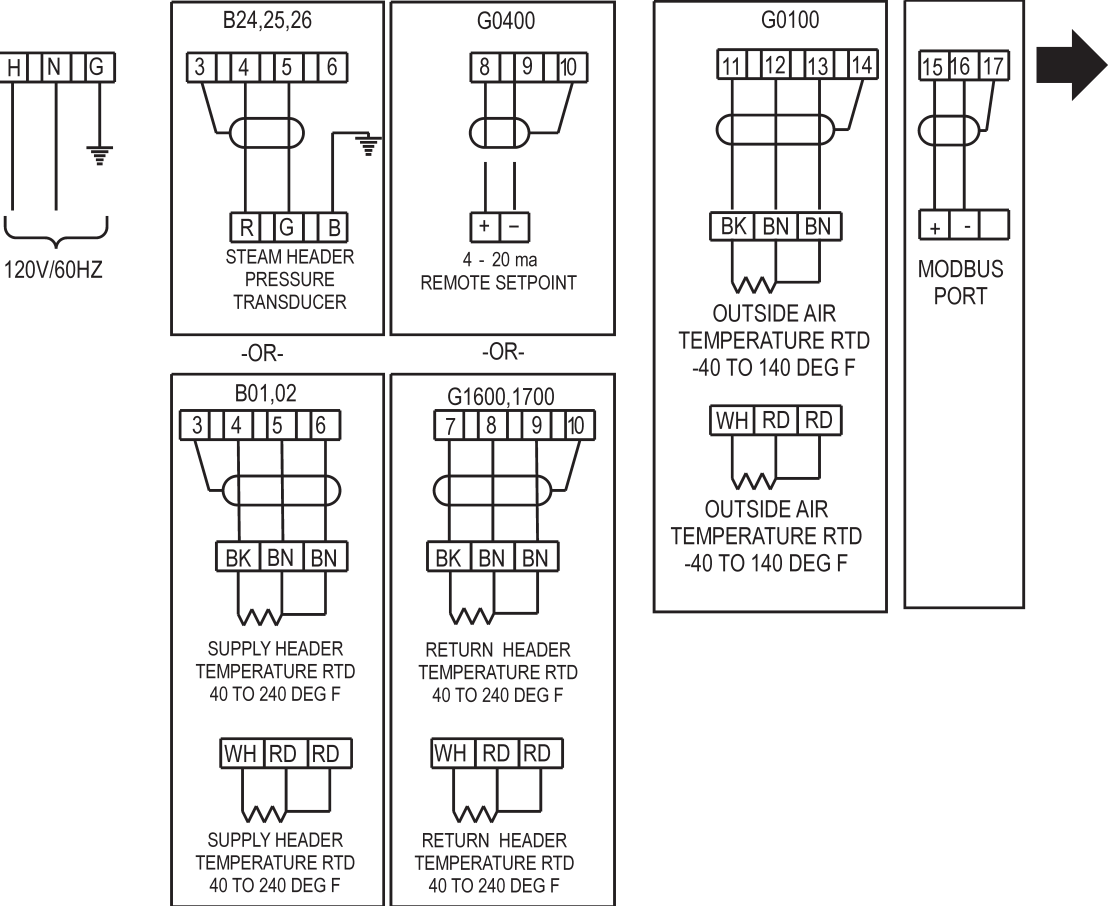 H N G
120V/60HZ
B24,25,26
3 4 5 6
R G B
STEAM HEADER
PRESSURE
TRANSDUCER
G0400
8 9 10
+ –
4 - 20 ma
REMOTE SETPOINT
-OR-
-OR-
B01,02
3 4 5 6
BK BN BN
SUPPLY HEADER
TEMPERATURE RTD
40 TO 240 DEG F
WH RD RD
SUPPLY HEADER
TEMPERATURE RTD
40 TO 240 DEG F
G1600,1700
7 8 9 10
BK BN BN
RETURN HEADER
TEMPERATURE RTD
40 TO 240 DEG F
WH RD RD
RETURN HEADER
TEMPERATURE RTD
40 TO 240 DEG F
G0100
11 12 13 14
BK BN BN
OUTSIDE AIR
TEMPERATURE RTD
-40 TO 140 DEG F
WH RD RD
OUTSIDE AIR
TEMPERATURE RTD
-40 TO 140 DEG F
15 16 17
+ -
MODBUS
PORT